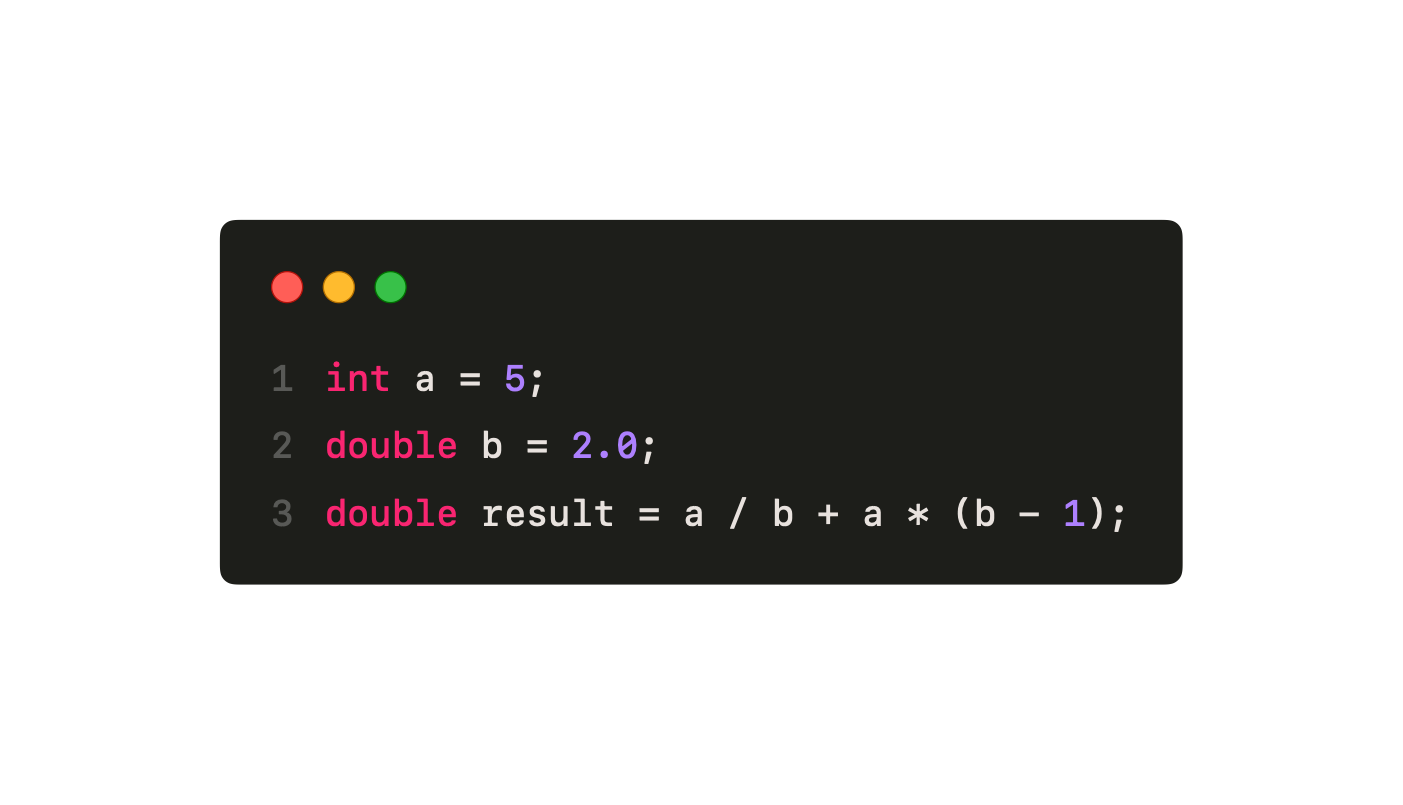 1 int a = 5;
2 double b = 2.0;
3 double result = a / b + a * (b - 1);